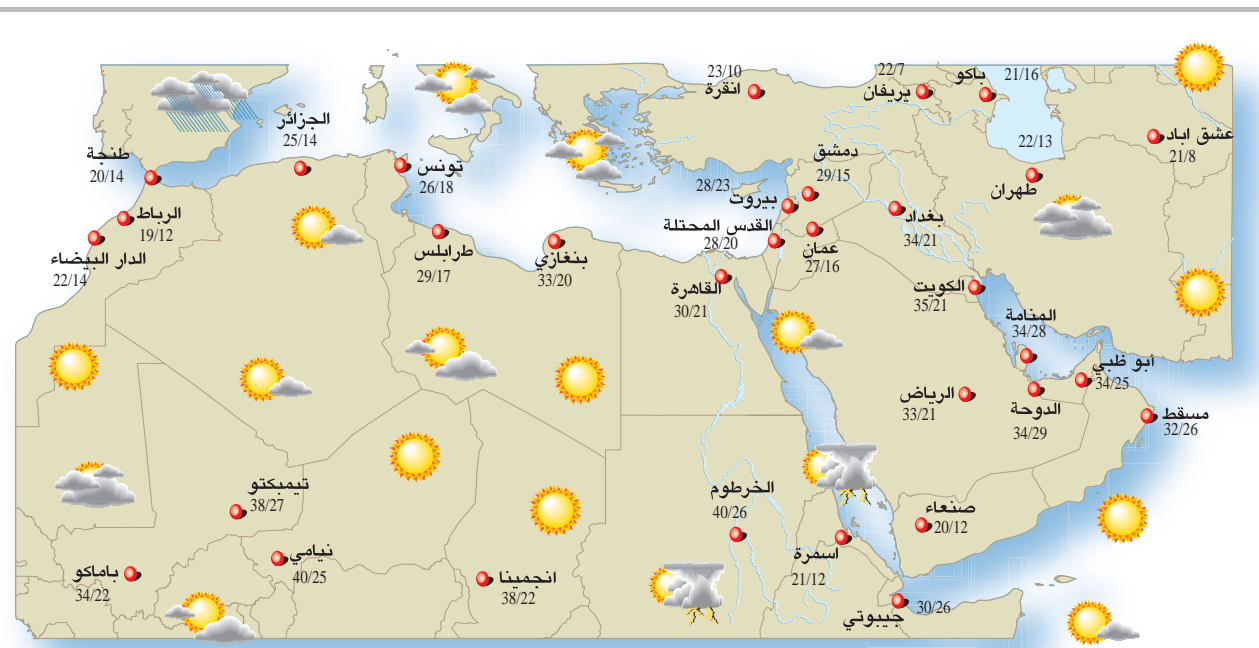 23/10
انقرة
22/7
يريفان
باكو
21/16
عشق اباد
21/8
22/13
طهران
الجزائر
25/14
طنجة
20/14
تونس
26/18
دمشق
29/15
28/23
بيروت
القدس المحتلة
28/20
عمان
27/16
بغداد
34/21
الرباط
19/12
الدار البيضاء
22/14
طرابلس
29/17
بنغازي
33/20
القاهرة
30/21
الكويت
35/21
المنامة
34/28
أبو ظبي
34/25
الرياض
33/21
الدوحة
34/29
مسقط
32/26
تيمبكتو
38/27
الخرطوم
40/26
صنعاء
20/12
نيامي
40/25
باماكو
34/22
انجمينا
38/22
اسمرة
21/12
30/26
جيبوتي